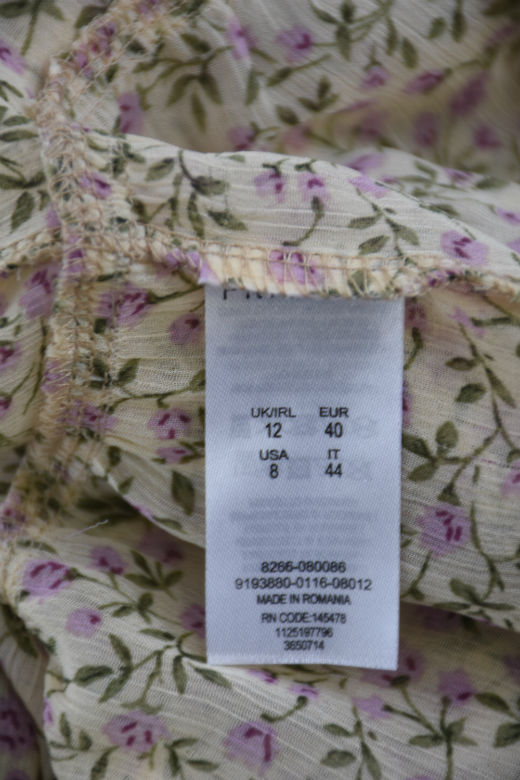 UK/IRL EUR
12 40
USA IT
8 44
8266-080086
9193880-0116-08012
MADE IN ROMANIA
RN CODE:145478
1125197796
3650714